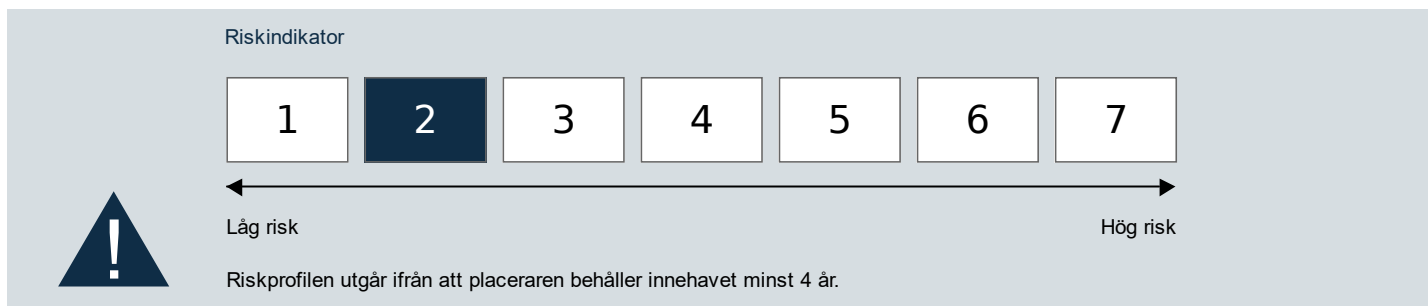 Riskindikator
1 2 3 4 5 6 7
Låg risk Hög risk
!
Riskprofilen utgår ifrån att placeraren behåller innehavet minst 4 år.